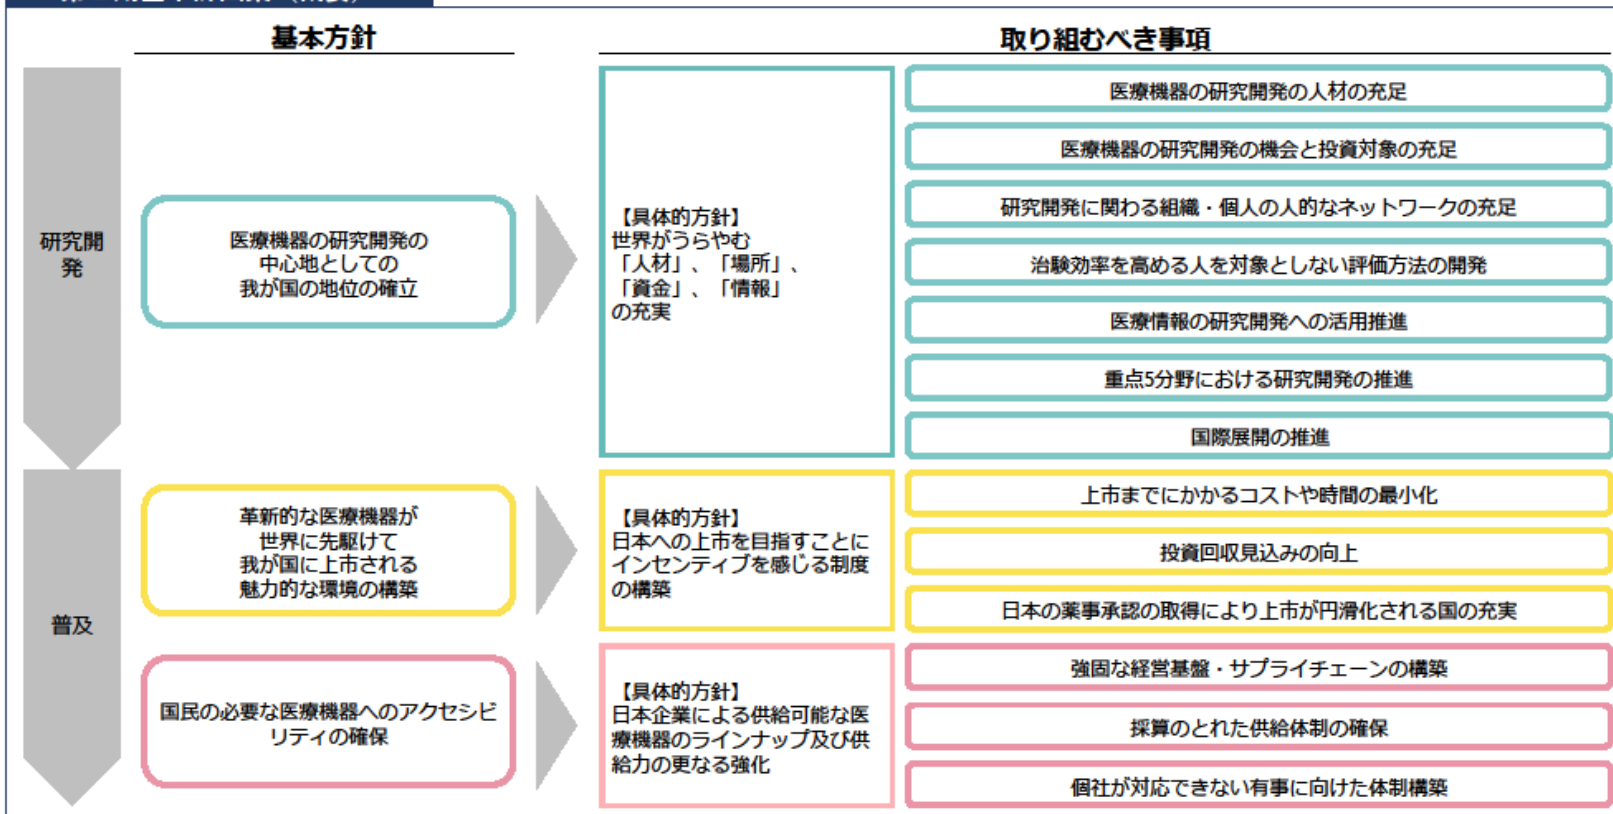 基本方針
取り組むべき事項
研究開
発
医療機器の研究開発の
中心地としての
我が国の地位の確立
【具体的方針】
世界がうらやむ
「人材」、「場所」、
「資金」、「情報」
の充実
医療機器の研究開発の人材の充足
医療機器の研究開発の機会と投資対象の充足
研究開発に関わる組織・個人の人的なネットワークの充足
治験効率を高める人を対象としない評価方法の開発
医療情報の研究開発への活用推進
重点5分野における研究開発の推進
国際展開の推進
普及
革新的な医療機器が
世界に先駆けて
我が国に上市される
魅力的な環境の構築
【具体的方針】
日本への上市を目指すことに
インセンティブを感じる制度
の構築
上市までにかかるコストや時間の最小化
投資回収見込みの向上
日本の薬事承認の取得により上市が円滑化される国の充実
国民の必要な医療機器へのアクセシビ
リティの確保
【具体的方針】
日本企業による供給可能な医
療機器のラインナップ及び供
給力の更なる強化
強固な経営基盤・サプライチェーンの構築
採算のとれた供給体制の確保
個社が対応できない有事に向けた体制構築